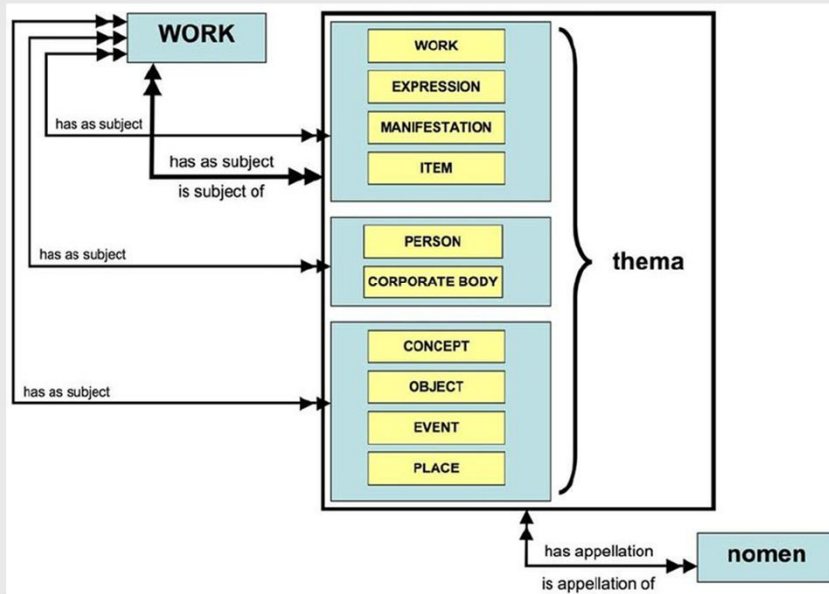 WORK
WORK
EXPRESSION
MANIFESTATION
ITEM
has as subject
has as subject
is subject of
PERSON
CORPORATE BODY
has as subject
thema
CONCEPT
OBJECT
EVENT
PLACE
has as subject
has appellation
is appellation of
nomen